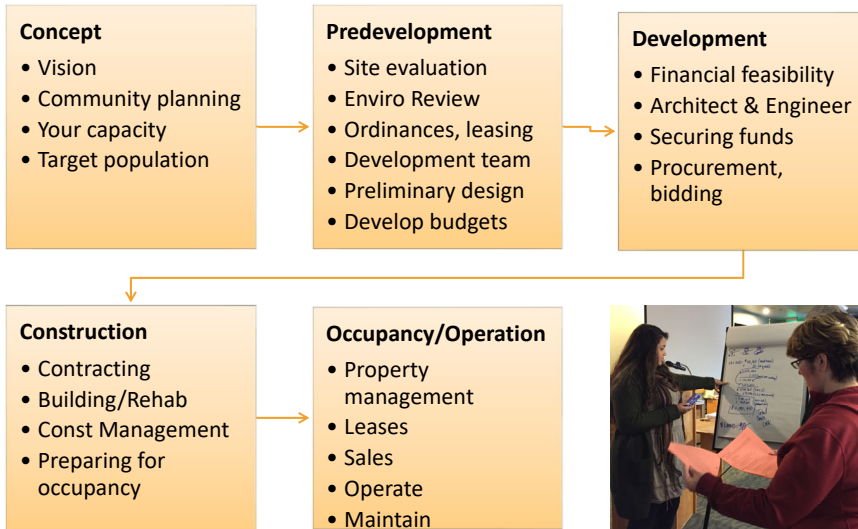 Concept
• Vision
• Community planning
• Your capacity
• Target population
Predevelopment
• Site evaluation
• Enviro Review
• Ordinances, leasing
• Development team
• Preliminary design
• Develop budgets
Development
• Financial feasibility
• Architect & Engineer
• Securing funds
• Procurement,
bidding
Construction
• Contracting
• Building/Rehab
• Const Management
• Preparing for
occupancy
Occupancy/Operation
• Property
management
• Leases
• Sales
• Operate
• Maintain